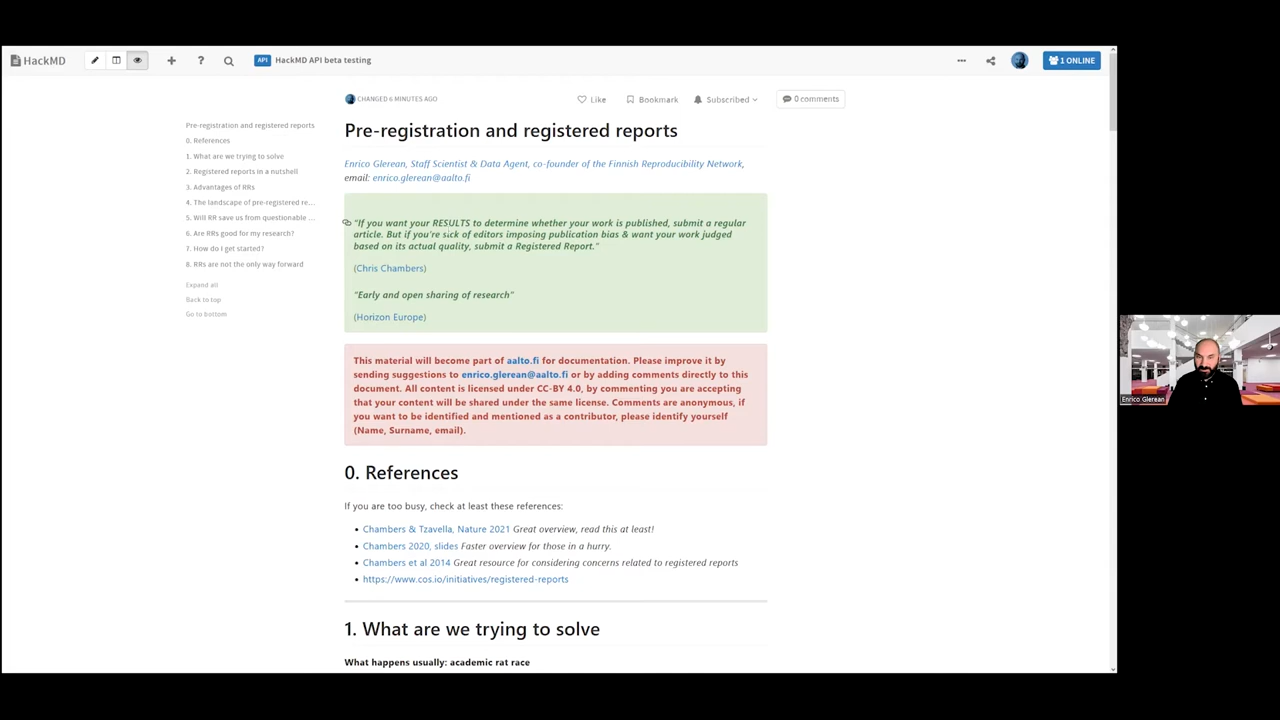 HackMD
API HackMD API beta testing
1 ONLINE
CHANGED 6 MINUTES AGO
Like
Bookmark
Subscribed
0 comments
Pre-registration and registered reports
0. References
1. What are we trying to solve
2. Registered reports in a nutshell
3. Advantages of RRs
4. The landscape of pre-registered re...
5. Will RR save us from questionable ...
6. Are RRs good for my research?
7. How do I get started?
8. RRs are not the only way forward
Expand all
Back to top
Go to bottom
Pre-registration and registered reports
Enrico Glerean, Staff Scientist & Data Agent, co-founder of the Finnish Reproducibility Network,
email: enrico.glerean@aalto.fi
"If you want your RESULTS to determine whether your work is published, submit a regular
article. But if you're sick of editors imposing publication bias & want your work judged
based on its actual quality, submit a Registered Report."
(Chris Chambers)
"Early and open sharing of research"
(Horizon Europe)
This material will become part of aalto.fi for documentation. Please improve it by
sending suggestions to enrico.glerean@aalto.fi or by adding comments directly to this
document. All content is licensed under CC-BY 4.0, by commenting you are accepting
that your content will be shared under the same license. Comments are anonymous, if
you want to be identified and mentioned as a contributor, please identify yourself
(Name, Surname, email).
0. References
If you are too busy, check at least these references:
• Chambers & Tzavella, Nature 2021 Great overview, read this at least!
• Chambers 2020, slides Faster overview for those in a hurry.
• Chambers et al 2014 Great resource for considering concerns related to registered reports
• https://www.cos.io/initiatives/registered-reports
1. What are we trying to solve
What happens usually: academic rat race
Enrico Glerean